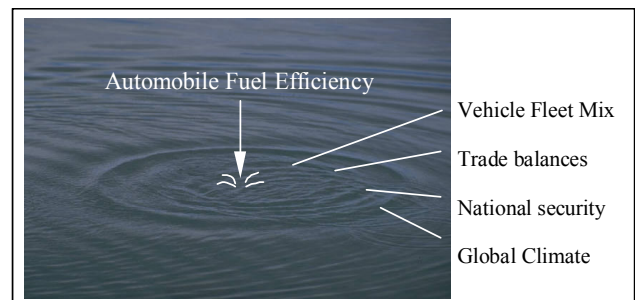 Automobile Fuel Efficiency
Vehicle Fleet Mix
Trade balances
National security
Global Climate